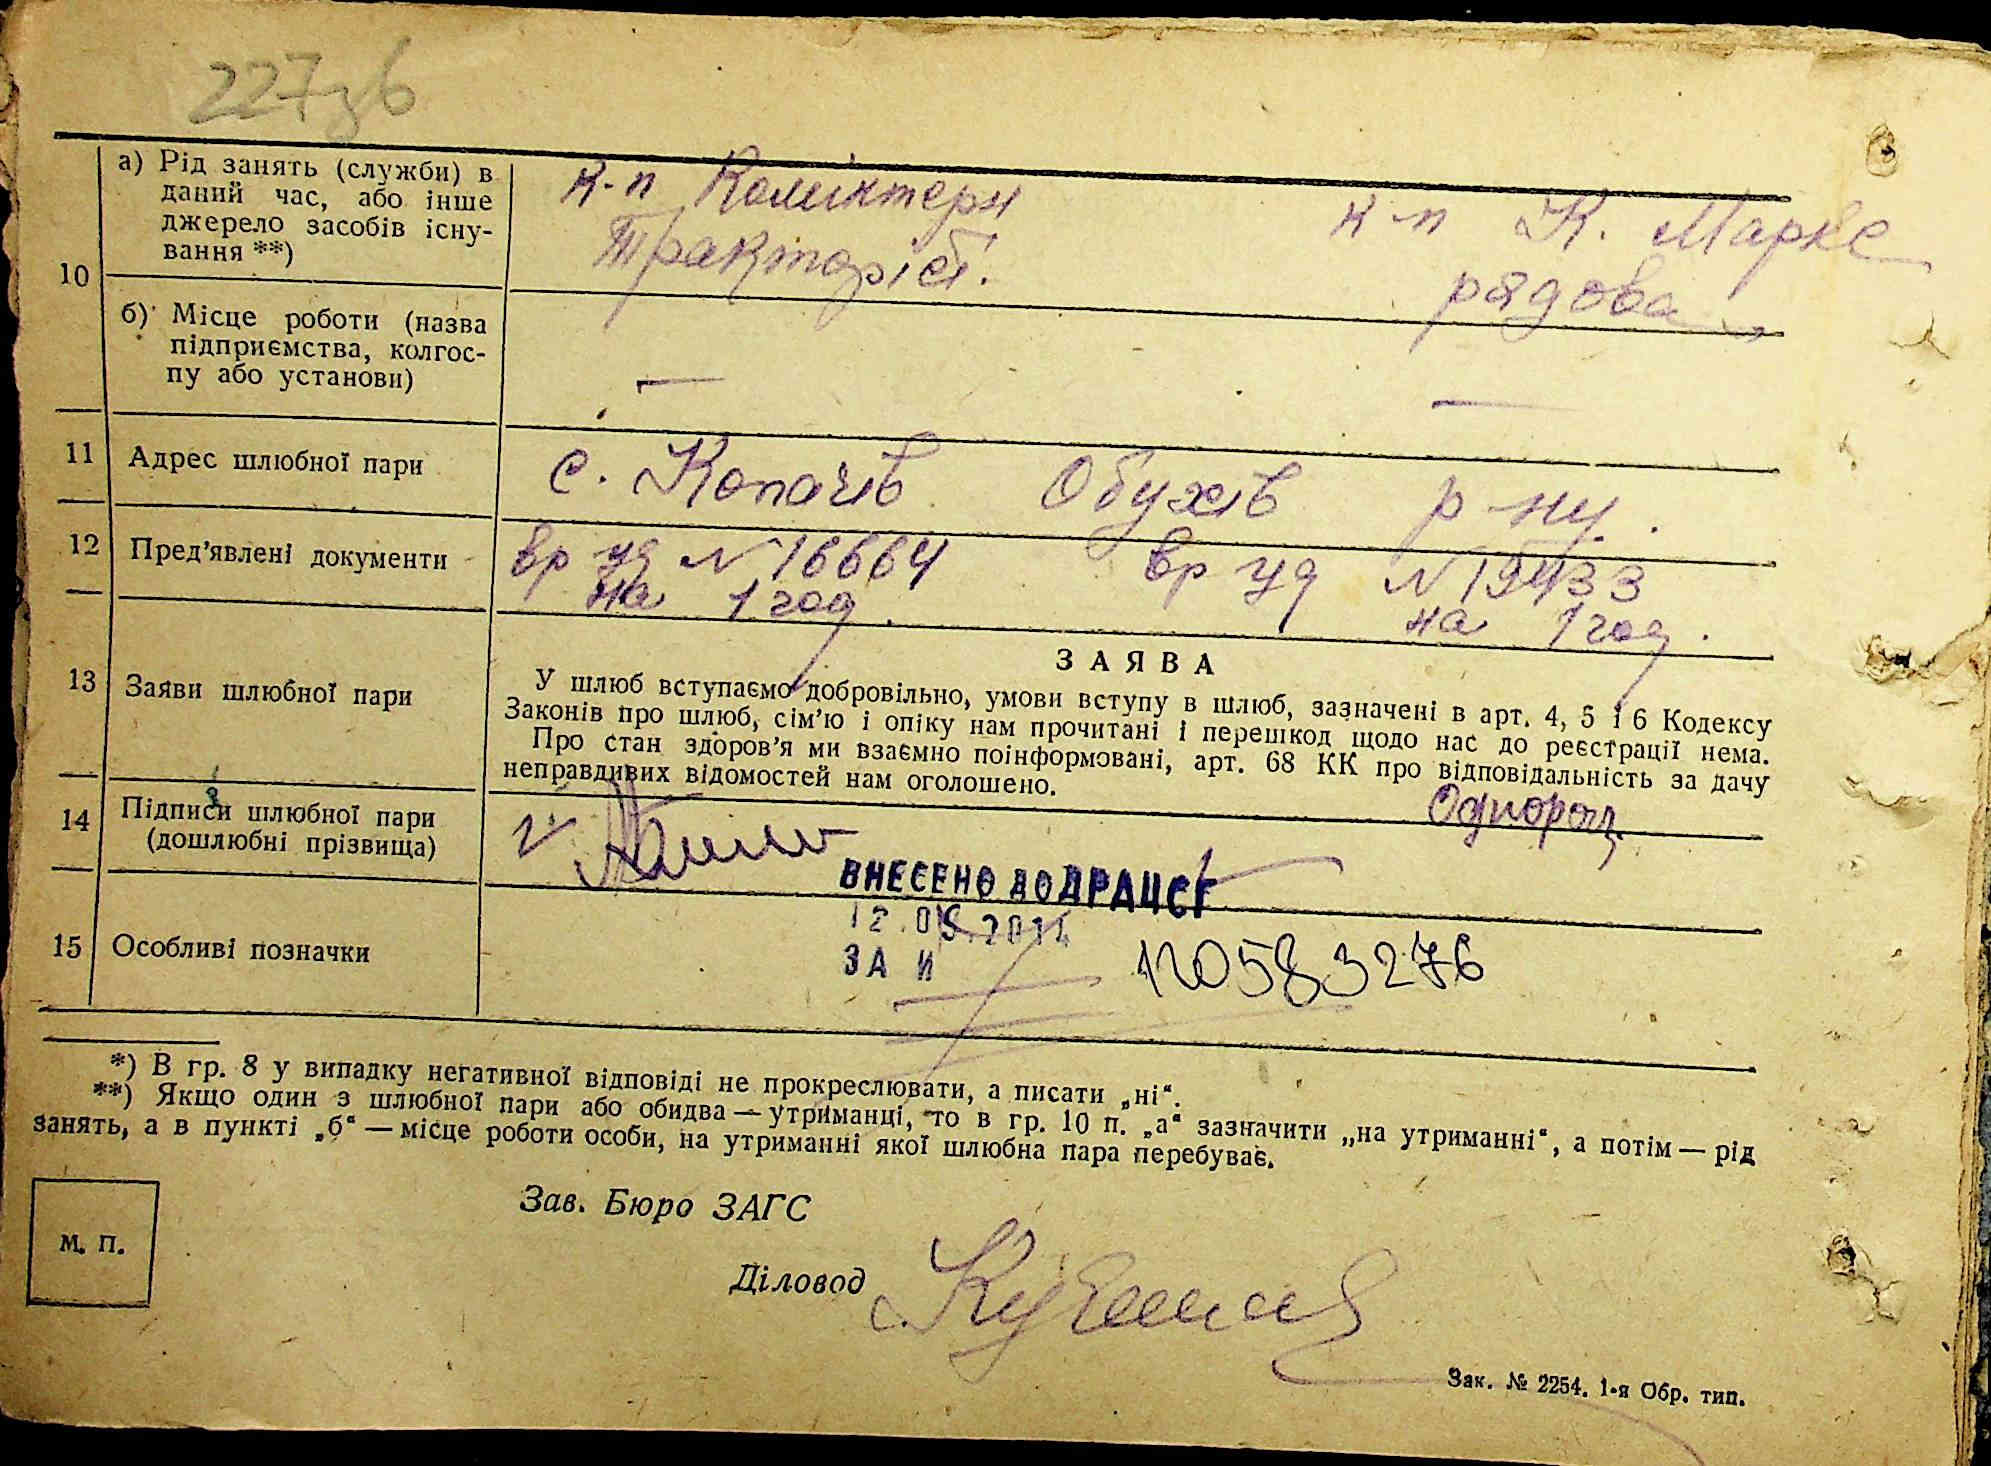 227зв
10
а) Рід занять (служби) в
даний час, або інше
джерело засобів існу-
вання **)
к-п Комінтерн
Тракторіст.
к-п К. Маркс
рядова
б) Місце роботи (назва
підприємства, колгос-
пу або установи)
—
—
11 Адрес шлюбної пари
с. Копачів Обухів р-ну.
12 Пред'явлені документи
вр уд N 16664
на 1 год.
вр уд N 19433
на 1 год.
13 Заяви шлюбної пари
ЗАЯВА
У шлюб вступаємо добровільно, умови вступу в шлюб, зазначені в арт. 4, 5 і 6 Кодексу
Законів про шлюб, сім'ю і опіку нам прочитані і перешкод щодо нас до реєстрації нема.
Про стан здоров'я ми взаємно поінформовані, арт. 68 КК про відповідальність за дачу
неправдивих відомостей нам оголошено.
14 Підписи шлюбної пари
(дошлюбні прізвища)
ВНЕСЕНО ДО ДРАЦСГ
15 Особливі позначки
ЗА И 120583276
*) В гр. 8 у випадку негативної відповіді не прокреслювати, а писати „ні“.
**) Якщо один з шлюбної пари або обидва — утриманці, то в гр. 10 п. „а“ зазначити „на утриманні“, а потім — рід
занять, а в пункті „б“ — місце роботи особи, на утриманні якої шлюбна пара перебуває.
м. п.
Зав. Бюро ЗАГС
Діловод
Зак. № 2254. 1-я Обр. тип.